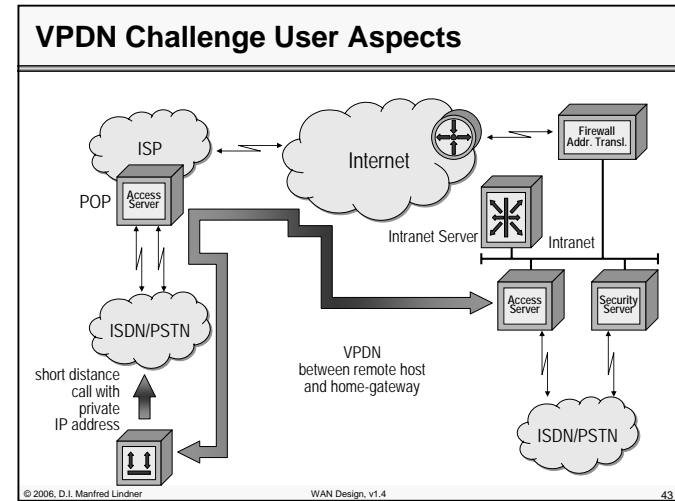 VPDN Challenge User Aspects
ISP
Internet
Firewall
Addr. Transl.
POP
Access
Server
Intranet Server
Intranet
Access
Server
Security
Server
ISDN/PSTN
VPDN
between remote host
and home-gateway
short distance
call with
private
IP address
ISDN/PSTN
© 2006, D.I. Manfred Lindner
WAN Design, v1.4
43